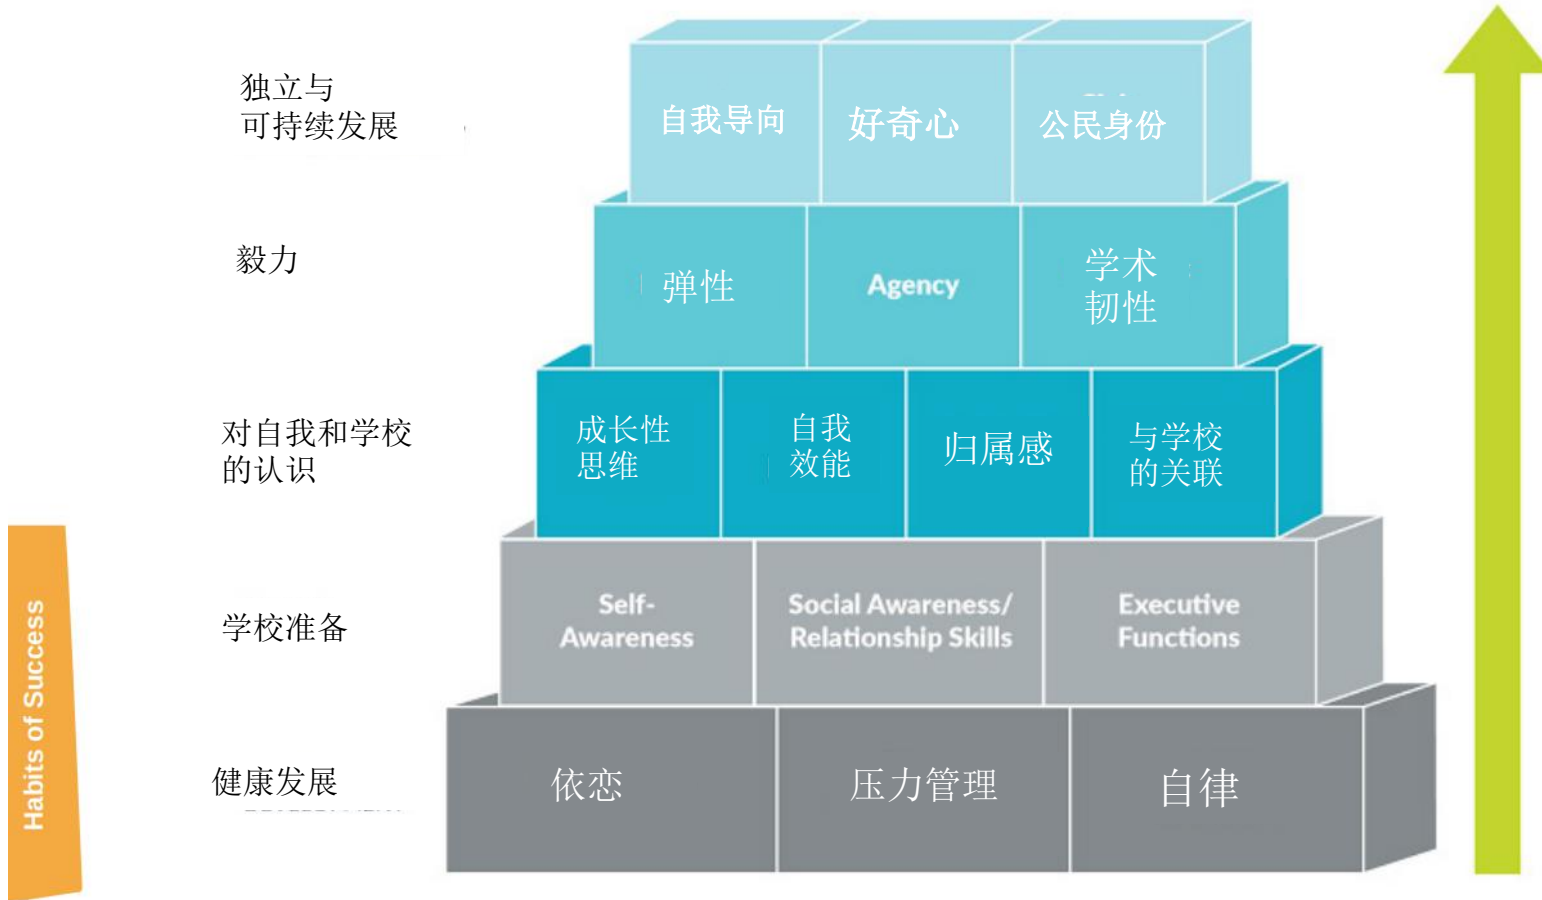 独立与
可持续发展
自我导向
好奇心
公民身份
毅力
弹性
Agency
学术
韧性
对自我和学校
的认识
成长性
思维
自我
效能
归属感
与学校
的关联
学校准备
Self-
Awareness
Social Awareness/
Relationship Skills
Executive
Functions
健康发展
依恋
压力管理
自律
Habits of Success